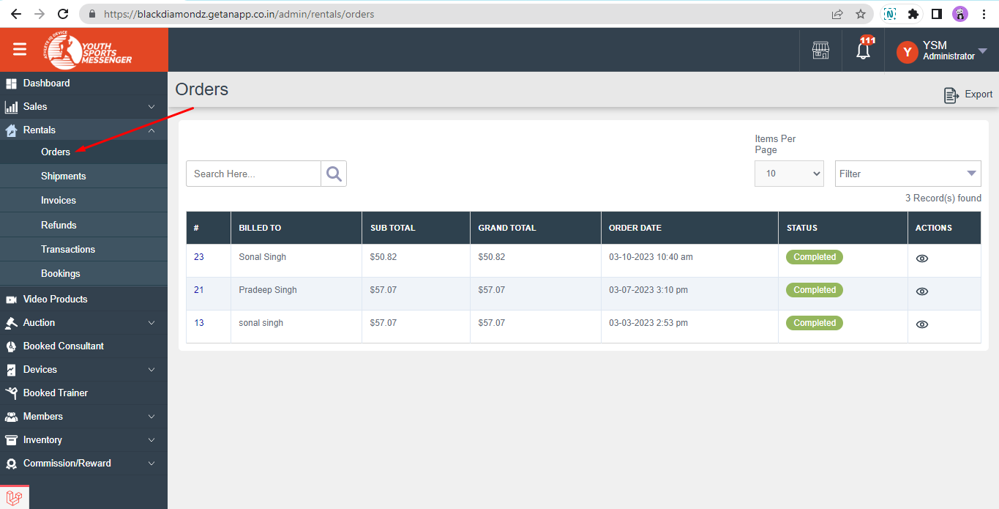 https://blackdiamondz.getanapp.co.in/admin/rentals/orders
ATHLETE IQ DEVICE
YOUTH
SPORTS
MESSENGER
111
Y
YSM
Administrator
Dashboard
Sales
Rentals
Orders
Shipments
Invoices
Refunds
Transactions
Bookings
Video Products
Auction
Booked Consultant
Devices
Booked Trainer
Members
Inventory
Commission/Reward
Orders
Export
Items Per
Page
Search Here...
10
Filter
3 Record(s) found
# BILLED TO SUB TOTAL GRAND TOTAL ORDER DATE STATUS ACTIONS
23 Sonal Singh $50.82 $50.82 03-10-2023 10:40 am Completed
21 Pradeep Singh $57.07 $57.07 03-07-2023 3:10 pm Completed
13 sonal singh $57.07 $57.07 03-03-2023 2:53 pm Completed